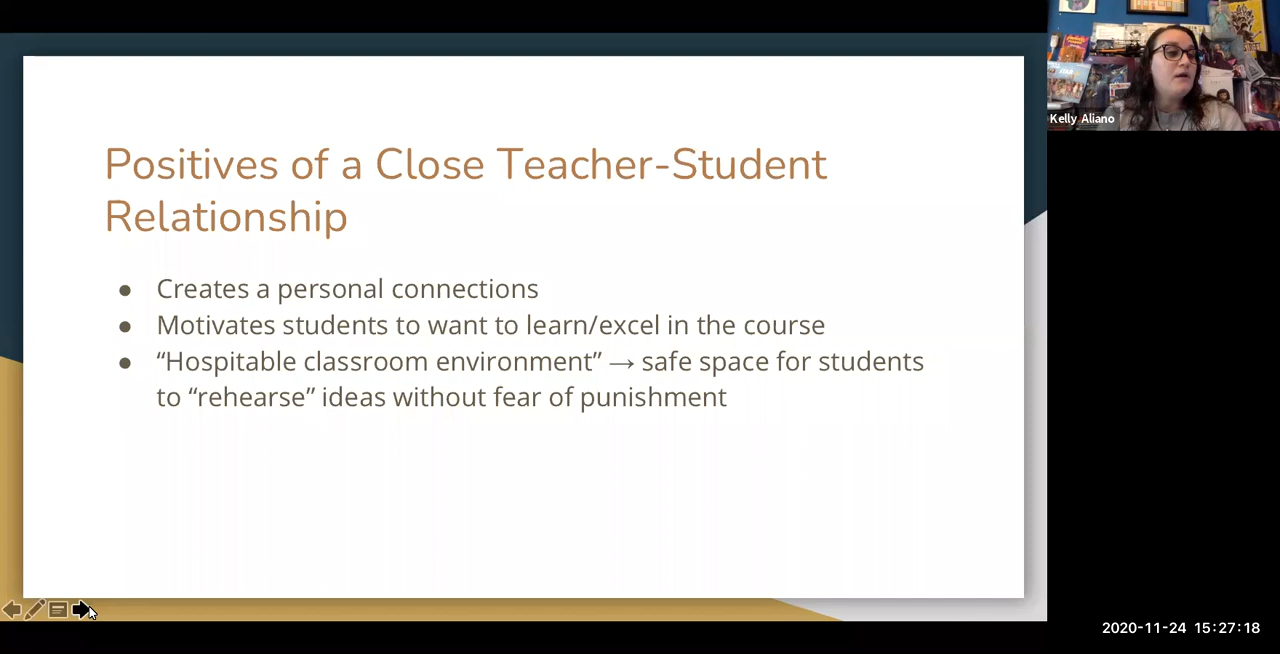 Positives of a Close Teacher-Student
Relationship
● Creates a personal connections
● Motivates students to want to learn/excel in the course
● “Hospitable classroom environment” → safe space for students
to “rehearse” ideas without fear of punishment
Kelly Aliano
2020-11-24 15:27:18